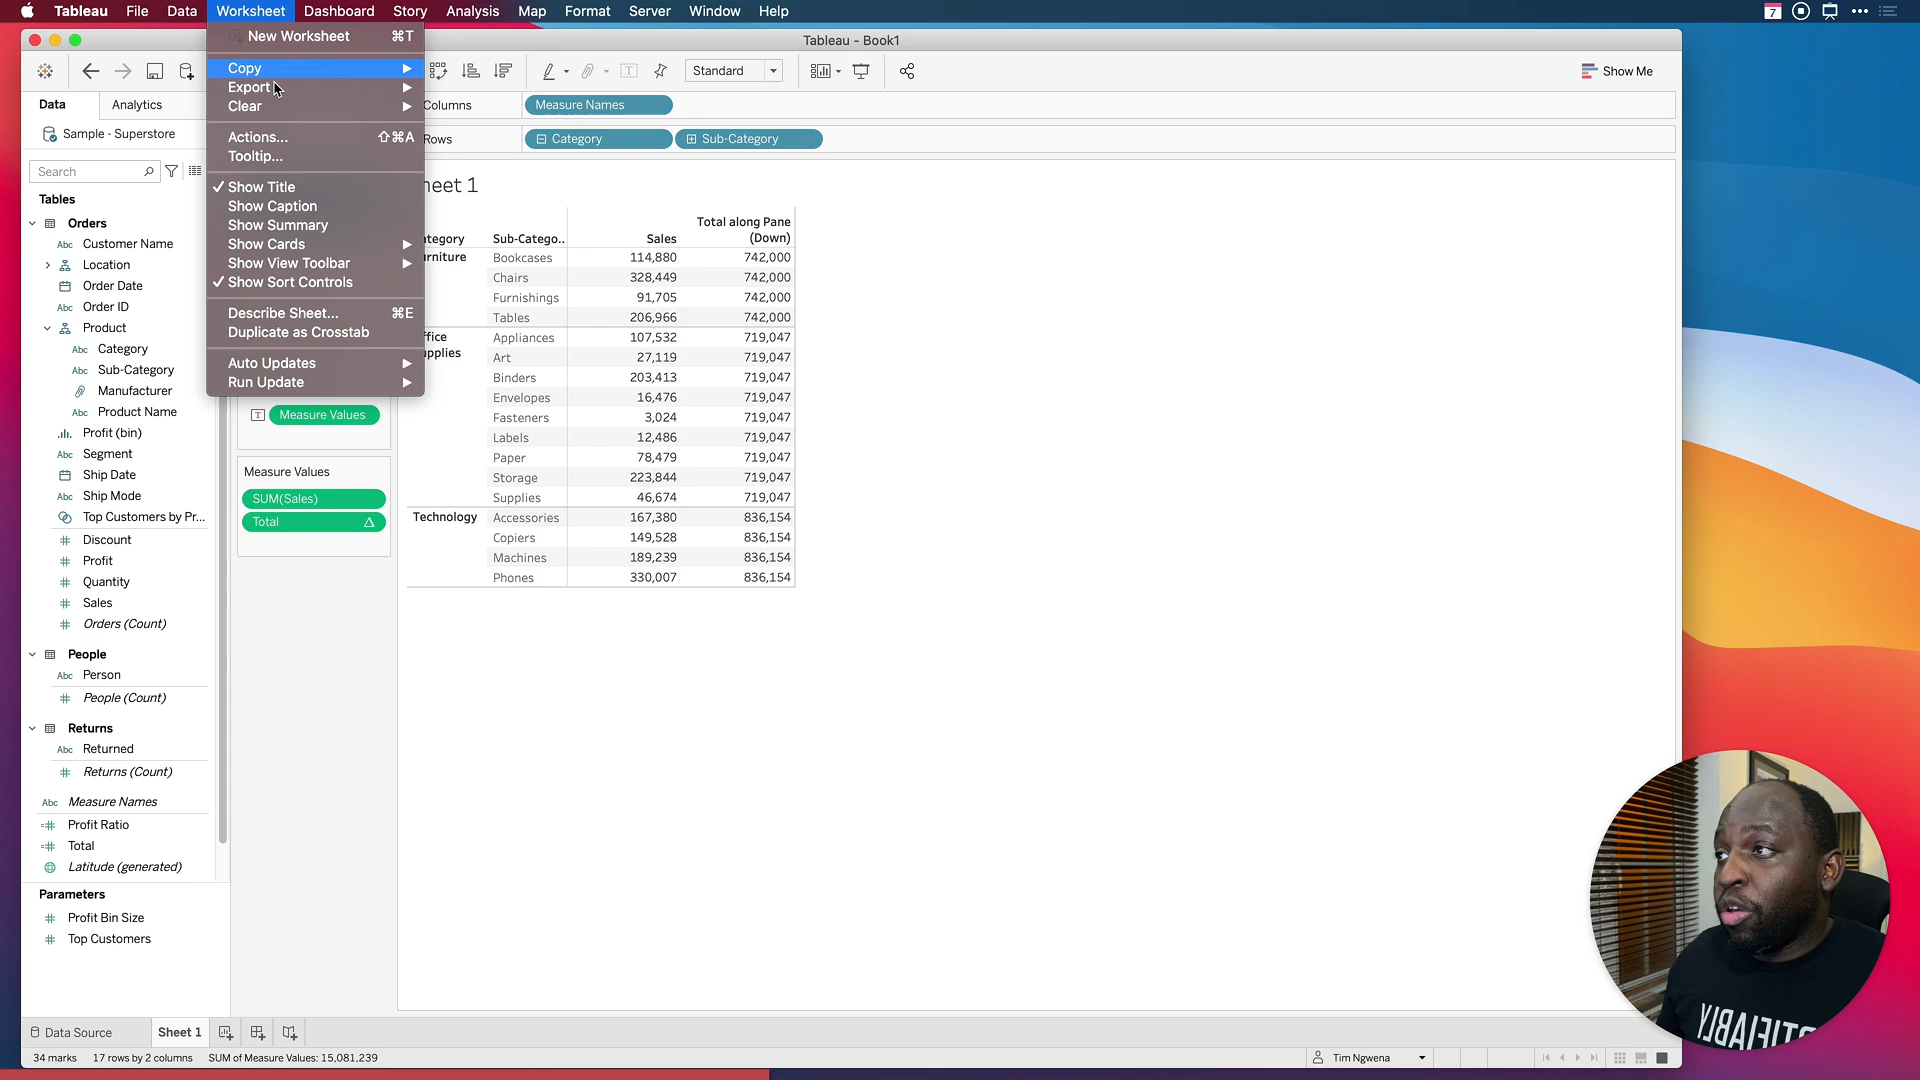 Tableau File Data Worksheet Dashboard Story Analysis Map Format Server Window Help 7
Tableau - Book1
New Worksheet ⌘T
Copy
Export
Clear
Actions... ⇧⌘A
Tooltip...
✓ Show Title
Show Caption
Show Summary
Show Cards
Show View Toolbar
✓ Show Sort Controls
Describe Sheet... ⌘E
Duplicate as Crosstab
Auto Updates
Run Update
Standard
Show Me
Data Analytics
Sample - Superstore
Search
Tables
Orders
Abc Customer Name
Location
Order Date
Abc Order ID
Product
Abc Category
Abc Sub-Category
Manufacturer
Abc Product Name
Profit (bin)
Abc Segment
Ship Date
Abc Ship Mode
Top Customers by Pr...
# Discount
# Profit
# Quantity
# Sales
# Orders (Count)
People
Abc Person
# People (Count)
Returns
Abc Returned
# Returns (Count)
Abc Measure Names
=# Profit Ratio
=# Total
Latitude (generated)
Parameters
# Profit Bin Size
# Top Customers
T Measure Values
Measure Values
SUM(Sales)
Total Δ
Columns Measure Names
Rows Category Sub-Category
heet 1
Total along Pane
tegory Sub-Catego.. Sales (Down)
rniture Bookcases 114,880 742,000
Chairs 328,449 742,000
Furnishings 91,705 742,000
Tables 206,966 742,000
ffice Appliances 107,532 719,047
upplies Art 27,119 719,047
Binders 203,413 719,047
Envelopes 16,476 719,047
Fasteners 3,024 719,047
Labels 12,486 719,047
Paper 78,479 719,047
Storage 223,844 719,047
Supplies 46,674 719,047
Technology Accessories 167,380 836,154
Copiers 149,528 836,154
Machines 189,239 836,154
Phones 330,007 836,154
Data Source Sheet 1
34 marks 17 rows by 2 columns SUM of Measure Values: 15,081,239 Tim Ngwena